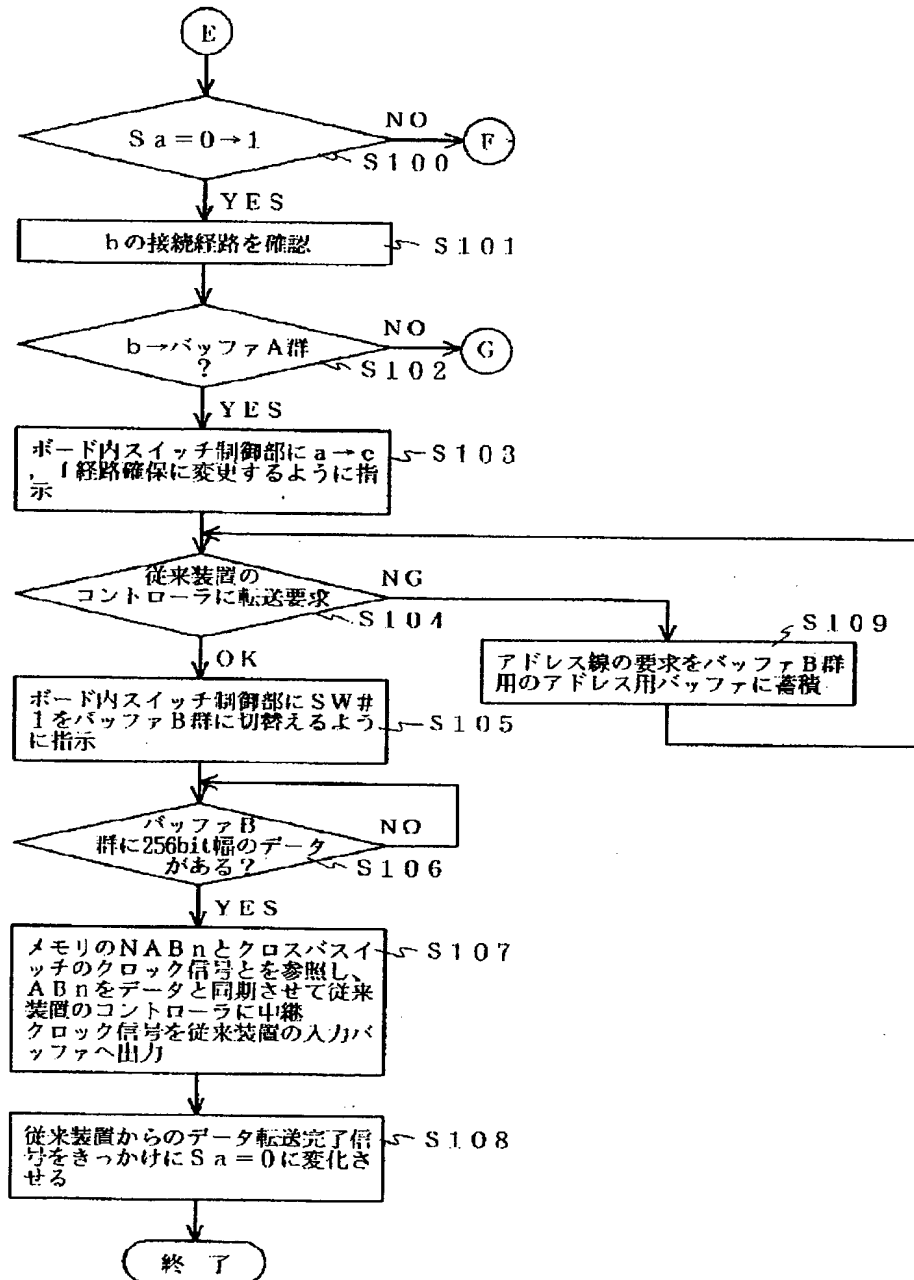 E
Sa=0→1
NO
F
S100
YES
bの接続経路を確認
S101
b→バッファA群
?
NO
G
S102
YES
ボード内スイッチ制御部にa→c
, f経路確保に変更するように指
示
S103
従来装置の
コントローラに転送要求
NG
S104
OK
S109
アドレス線の要求をバッファB群
用のアドレス用バッファに蓄積
ボード内スイッチ制御部にSW#
1をバッファB群に切替えるよう
に指示
S105
バッファB
群に256bit幅のデータ
がある?
NO
S106
YES
メモリのNABnとクロスバスイ
ッチのクロック信号とを参照し、
ABnをデータと同期させて従来
装置のコントローラに中継
クロック信号を従来装置の入力バ
ッファへ出力
S107
従来装置からのデータ転送完了信
号をきっかけにSa=0に変化さ
せる
S108
終 了